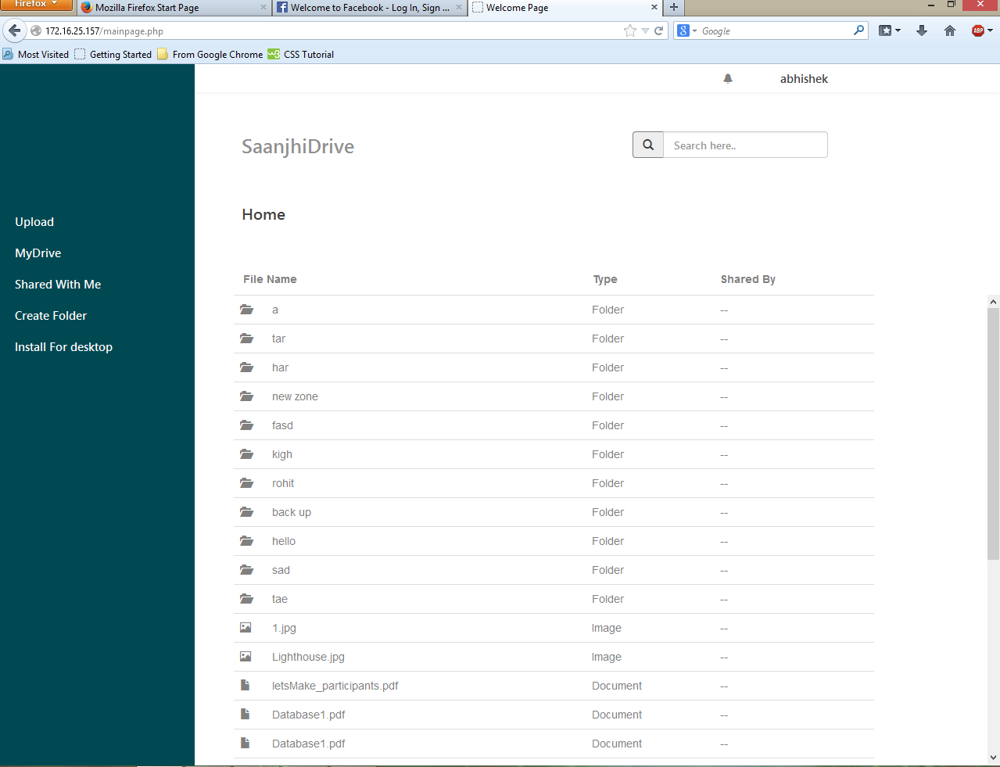 Firefox
Mozilla Firefox Start Page
Welcome to Facebook - Log In, Sign ...
Welcome Page
172.16.25.157/mainpage.php
8 Google
ABP
Most Visited Getting Started From Google Chrome w3 CSS Tutorial
abhishek
SaanjhiDrive
Search here..
Home
Upload
MyDrive
Shared With Me
Create Folder
Install For desktop
File Name Type Shared By
a Folder --
tar Folder --
har Folder --
new zone Folder --
fasd Folder --
kigh Folder --
rohit Folder --
back up Folder --
hello Folder --
sad Folder --
tae Folder --
1.jpg Image --
Lighthouse.jpg Image --
letsMake_participants.pdf Document --
Database1.pdf Document --
Database1.pdf Document --